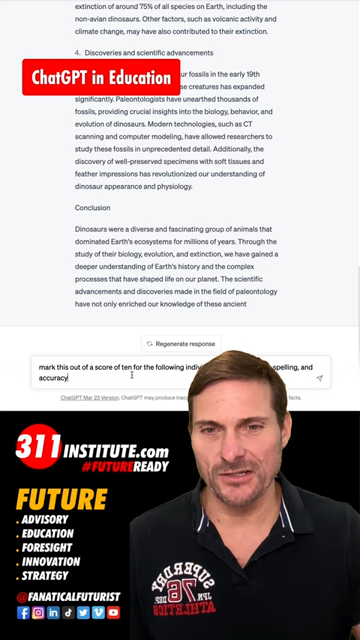 extinction of around 75% of all species on Earth, including the
non-avian dinosaurs. Other factors, such as volcanic activity and
climate change, may have also contributed to their extinction.
4. Discoveries and scientific advancements
ChatGPT in Education
ur fossils in the early 19th
se creatures has expanded
significantly. Paleontologists have unearthed thousands of
fossils, providing crucial insights into the biology, behavior, and
evolution of dinosaurs. Modern technologies, such as CT
scanning and computer modeling, have allowed researchers to
study these fossils in unprecedented detail. Additionally, the
discovery of well-preserved specimens with soft tissues and
feather impressions has revolutionized our understanding of
dinosaur appearance and physiology.
Conclusion
Dinosaurs were a diverse and fascinating group of animals that
dominated Earth's ecosystems for millions of years. Through the
study of their biology, evolution, and extinction, we have gained a
deeper understanding of Earth's history and the complex
processes that have shaped life on our planet. The scientific
advancements and discoveries made in the field of paleontology
have not only enriched our knowledge of these ancient
Regenerate response
mark this out of a score of ten for the following indivi spelling, and
accuracy
ChatGPT Mar 23 Version. ChatGPT may produce inacc facts.
311INSTITUTE.com
#FUTUREREADY
FUTURE
. ADVISORY
. EDUCATION
. FORESIGHT
. INNOVATION
. STRATEGY
@FANATICALFUTURIST
SUPERDRY
76
ATHLETICS